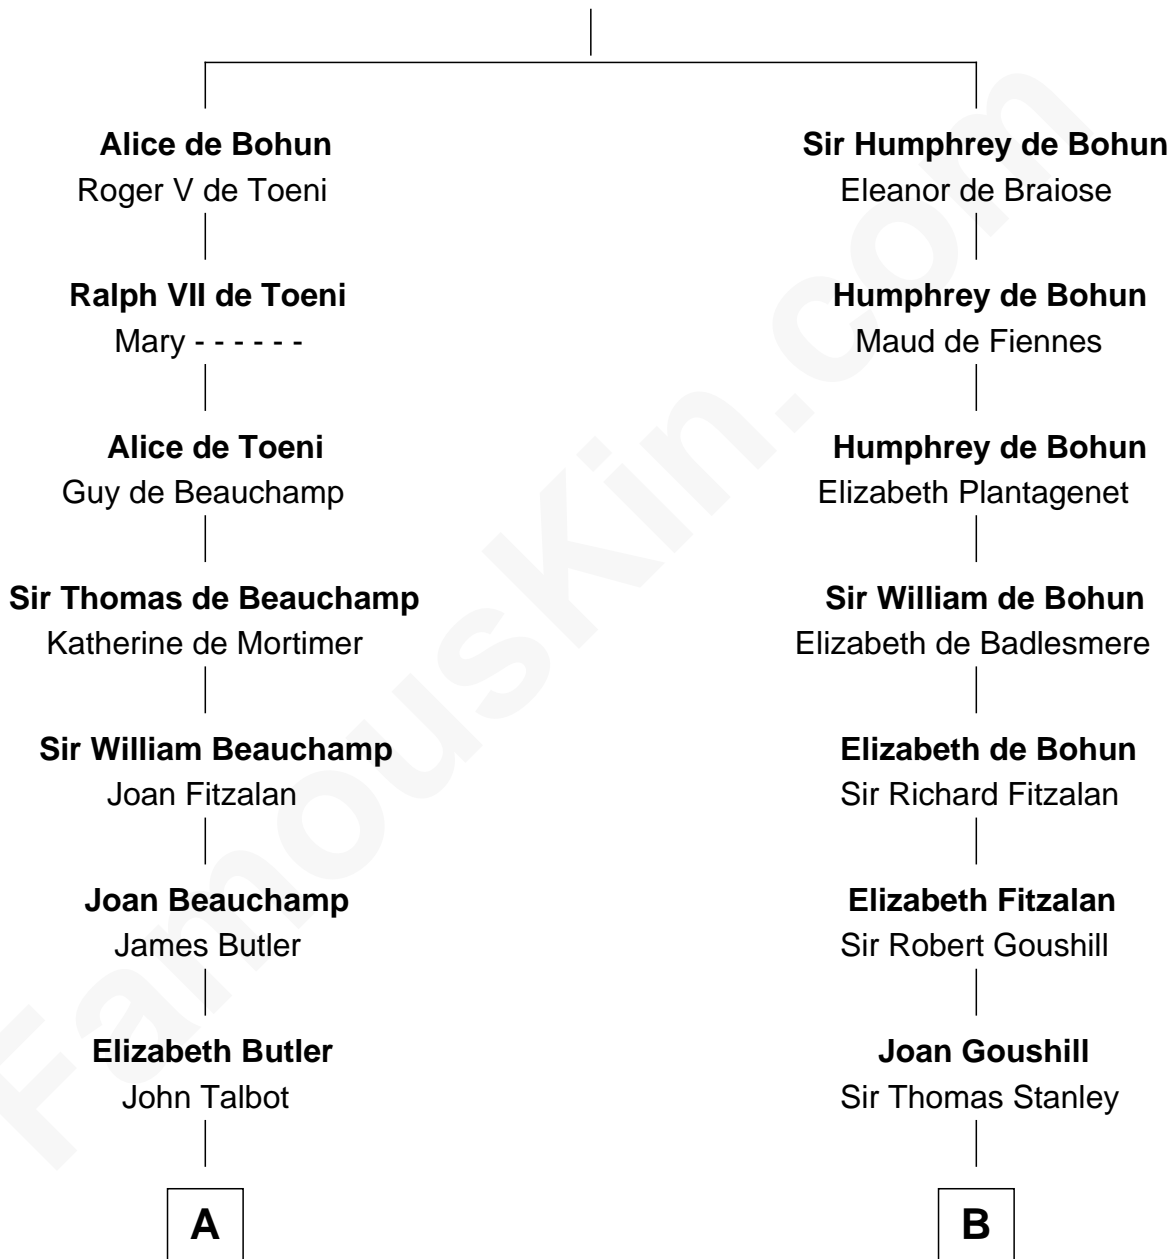 Alice de Bohun
Roger V de Toeni
Ralph VII de Toeni
Mary - - - - - -
Alice de Toeni
Guy de Beauchamp
Sir Thomas de Beauchamp
Katherine de Mortimer
Sir William Beauchamp
Joan Fitzalan
Joan Beauchamp
James Butler
Elizabeth Butler
John Talbot
A
Sir Humphrey de Bohun
Eleanor de Braiose
Humphrey de Bohun
Maud de Fiennes
Humphrey de Bohun
Elizabeth Plantagenet
Sir William de Bohun
Elizabeth de Badlesmere
Elizabeth de Bohun
Sir Richard Fitzalan
Elizabeth Fitzalan
Sir Robert Goushill
Joan Goushill
Sir Thomas Stanley
B
FamousKin.com